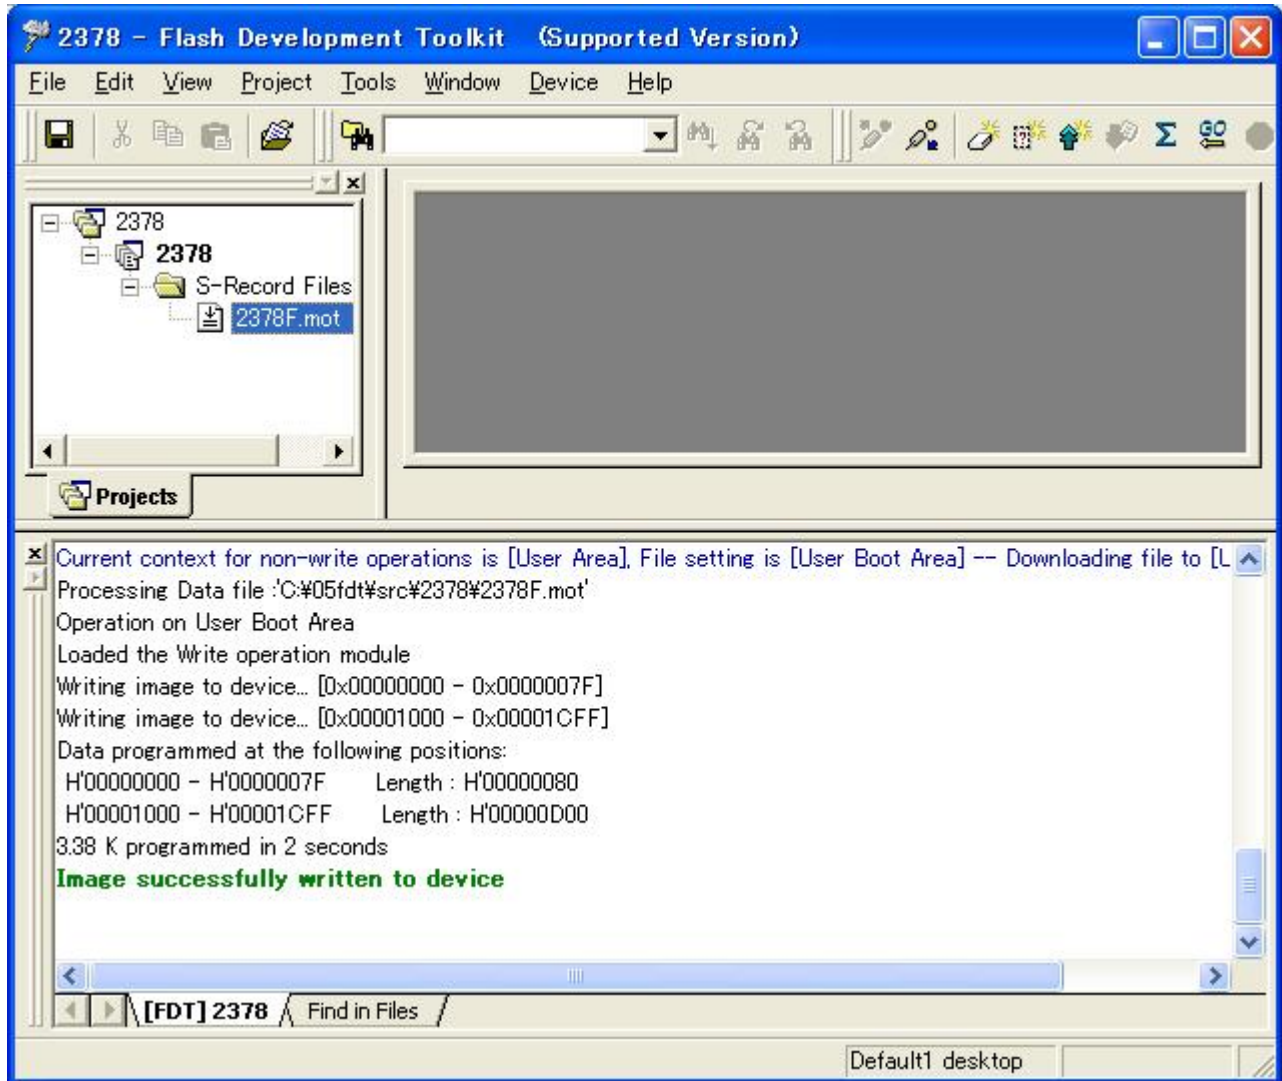 2378 - Flash Development Toolkit (Supported Version)
File Edit View Project Tools Window Device Help
GO
2378
2378
S-Record Files
2378F.mot
Projects
Current context for non-write operations is [User Area], File setting is [User Boot Area] -- Downloading file to [U
Processing Data file :'C:¥05fdt¥src¥2378¥2378F.mot'
Operation on User Boot Area
Loaded the Write operation module
Writing image to device... [0x00000000 - 0x0000007F]
Writing image to device... [0x00001000 - 0x00001CFF]
Data programmed at the following positions:
H'00000000 - H'0000007F Length : H'00000080
H'00001000 - H'00001CFF Length : H'00000D00
3.38 K programmed in 2 seconds
Image successfully written to device
[FDT] 2378 Find in Files
Default1 desktop